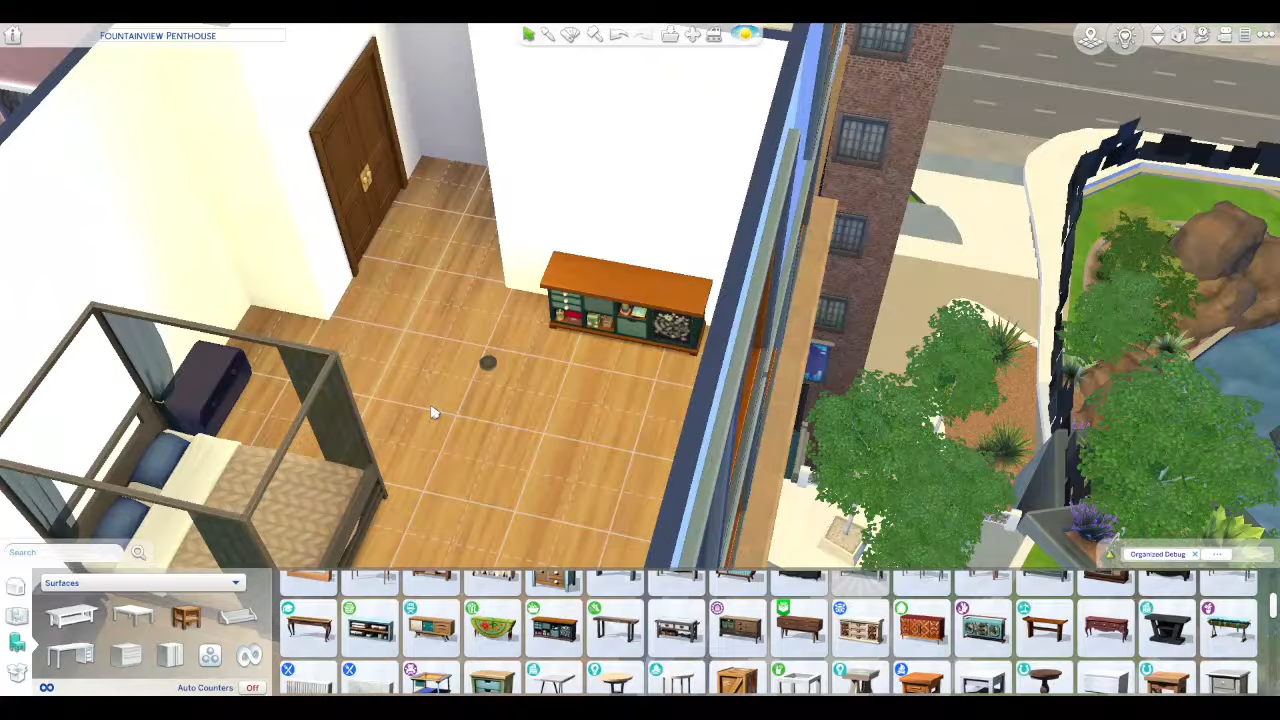 FOUNTAINVIEW PENTHOUSE
Search
Organized Debug
Surfaces
Auto Counters Off